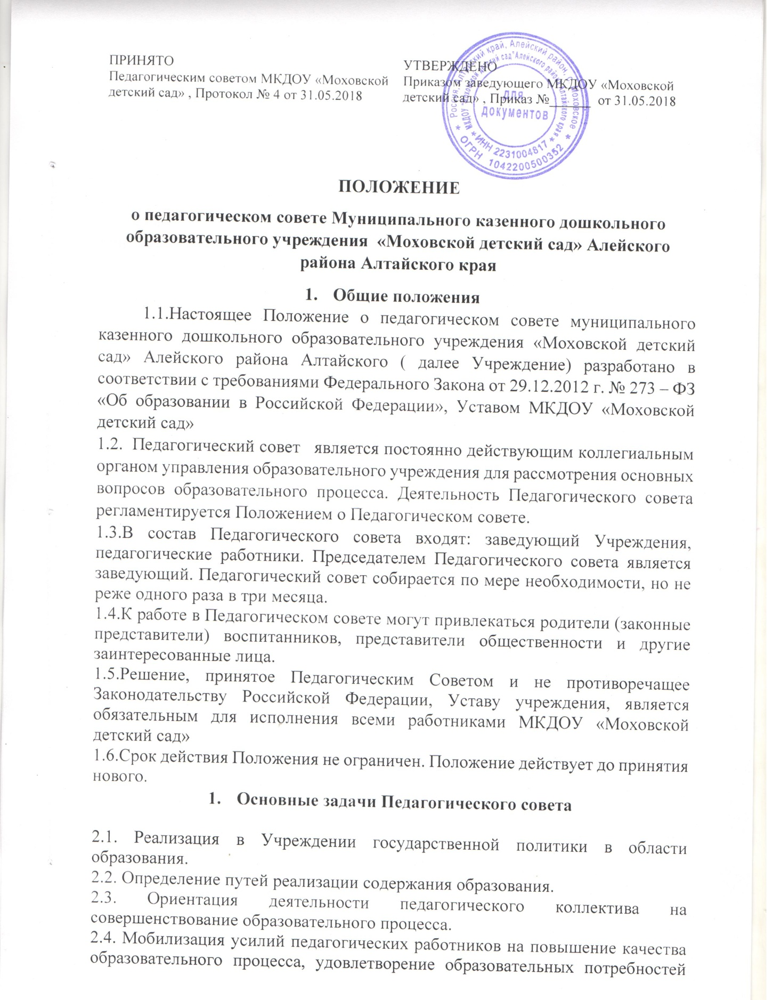 ПРИНЯТО
Педагогическим советом МКДОУ «Моховской
детский сад» , Протокол № 4 от 31.05.2018
УТВЕРЖДЕНО
Приказом заведующего МКДОУ «Моховской
детский сад» , Приказ №______ от 31.05.2018
Россия, Алтайский край, Алейский район, с. Моховское
МКДОУ "Моховской детский сад" Алейского района Алтайского края
* ИНН 2231004817 *
* ОГРН 1042200500352 *
для
документов
ПОЛОЖЕНИЕ
о педагогическом совете Муниципального казенного дошкольного
образовательного учреждения «Моховской детский сад» Алейского
района Алтайского края
1. Общие положения
1.1.Настоящее Положение о педагогическом совете муниципального
казенного дошкольного образовательного учреждения «Моховской детский
сад» Алейского района Алтайского ( далее Учреждение) разработано в
соответствии с требованиями Федерального Закона от 29.12.2012 г. № 273 – ФЗ
«Об образовании в Российской Федерации», Уставом МКДОУ «Моховской
детский сад»
1.2. Педагогический совет является постоянно действующим коллегиальным
органом управления образовательного учреждения для рассмотрения основных
вопросов образовательного процесса. Деятельность Педагогического совета
регламентируется Положением о Педагогическом совете.
1.3.В состав Педагогического совета входят: заведующий Учреждения,
педагогические работники. Председателем Педагогического совета является
заведующий. Педагогический совет собирается по мере необходимости, но не
реже одного раза в три месяца.
1.4.К работе в Педагогическом совете могут привлекаться родители (законные
представители) воспитанников, представители общественности и другие
заинтересованные лица.
1.5.Решение, принятое Педагогическим Советом и не противоречащее
Законодательству Российской Федерации, Уставу учреждения, является
обязательным для исполнения всеми работниками МКДОУ «Моховской
детский сад»
1.6.Срок действия Положения не ограничен. Положение действует до принятия
нового.
1. Основные задачи Педагогического совета
2.1. Реализация в Учреждении государственной политики в области
образования.
2.2. Определение путей реализации содержания образования.
2.3. Ориентация деятельности педагогического коллектива на
совершенствование образовательного процесса.
2.4. Мобилизация усилий педагогических работников на повышение качества
образовательного процесса, удовлетворение образовательных потребностей